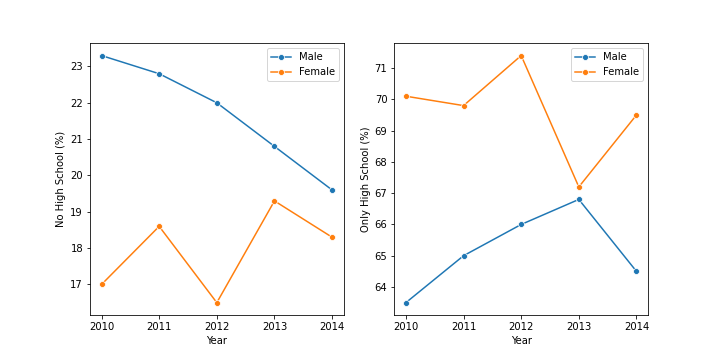 23
22
21
20
19
18
17
No High School (%)
2010 2011 2012 2013 2014
Year
Male
Female
71
70
69
68
67
66
65
64
Only High School (%)
2010 2011 2012 2013 2014
Year
Male
Female